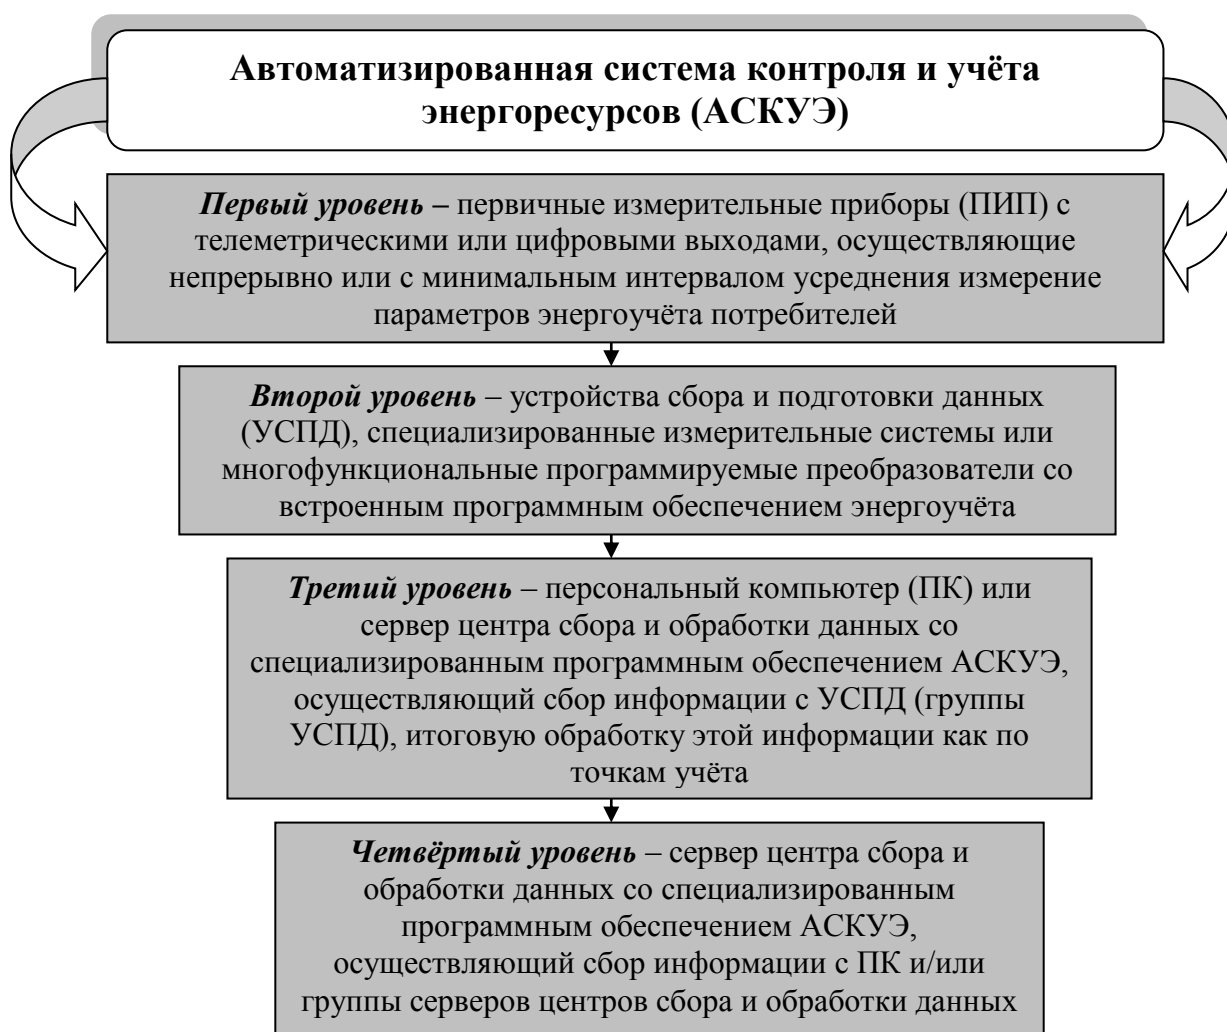 Автоматизированная система контроля и учёта
энергоресурсов (АСКУЭ)
Первый уровень – первичные измерительные приборы (ПИП) с
телеметрическими или цифровыми выходами, осуществляющие
непрерывно или с минимальным интервалом усреднения измерение
параметров энергоучёта потребителей
Второй уровень – устройства сбора и подготовки данных
(УСПД), специализированные измерительные системы или
многофункциональные программируемые преобразователи со
встроенным программным обеспечением энергоучёта
Третий уровень – персональный компьютер (ПК) или
сервер центра сбора и обработки данных со
специализированным программным обеспечением АСКУЭ,
осуществляющий сбор информации с УСПД (группы
УСПД), итоговую обработку этой информации как по
точкам учёта
Четвёртый уровень – сервер центра сбора и
обработки данных со специализированным
программным обеспечением АСКУЭ,
осуществляющий сбор информации с ПК и/или
группы серверов центров сбора и обработки данных